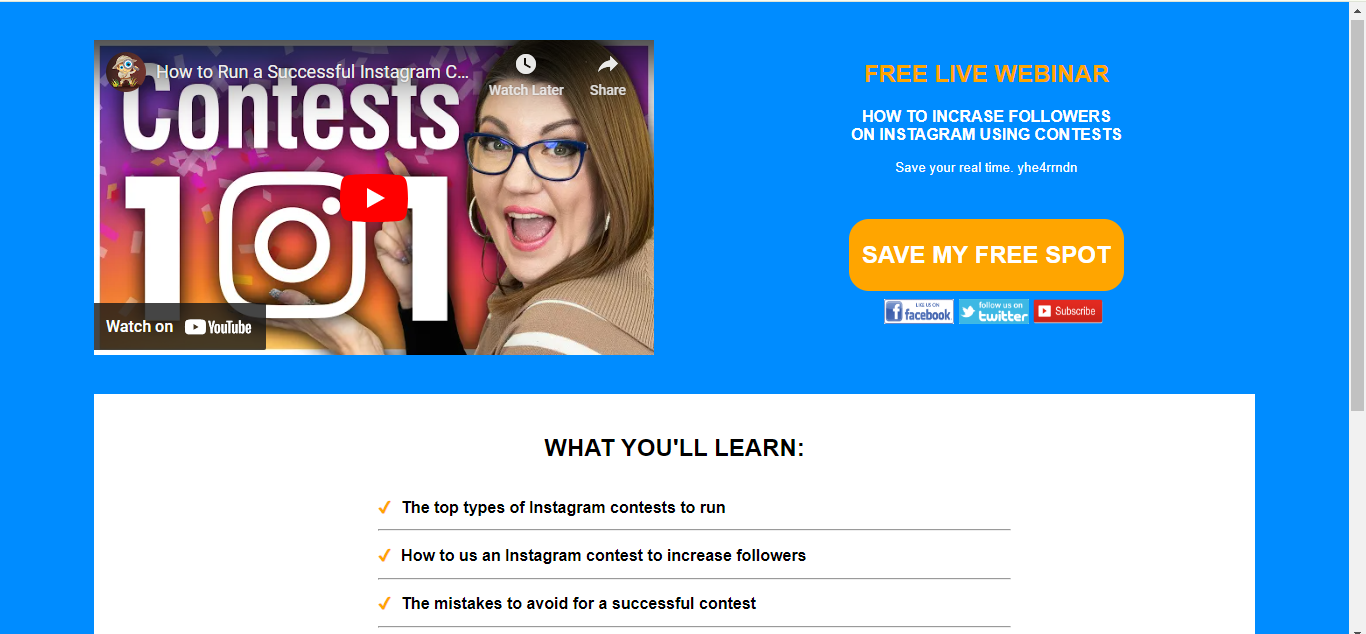 How to Run a Successful Instagram C...
Watch Later
Share
Contests
101
Watch on YouTube
FREE LIVE WEBINAR
HOW TO INCRASE FOLLOWERS
ON INSTAGRAM USING CONTESTS
Save your real time. yhe4rrndn
SAVE MY FREE SPOT
LIKE US ON
facebook
follow us on
twitter
Subscribe
WHAT YOU'LL LEARN:
The top types of Instagram contests to run
How to us an Instagram contest to increase followers
The mistakes to avoid for a successful contest